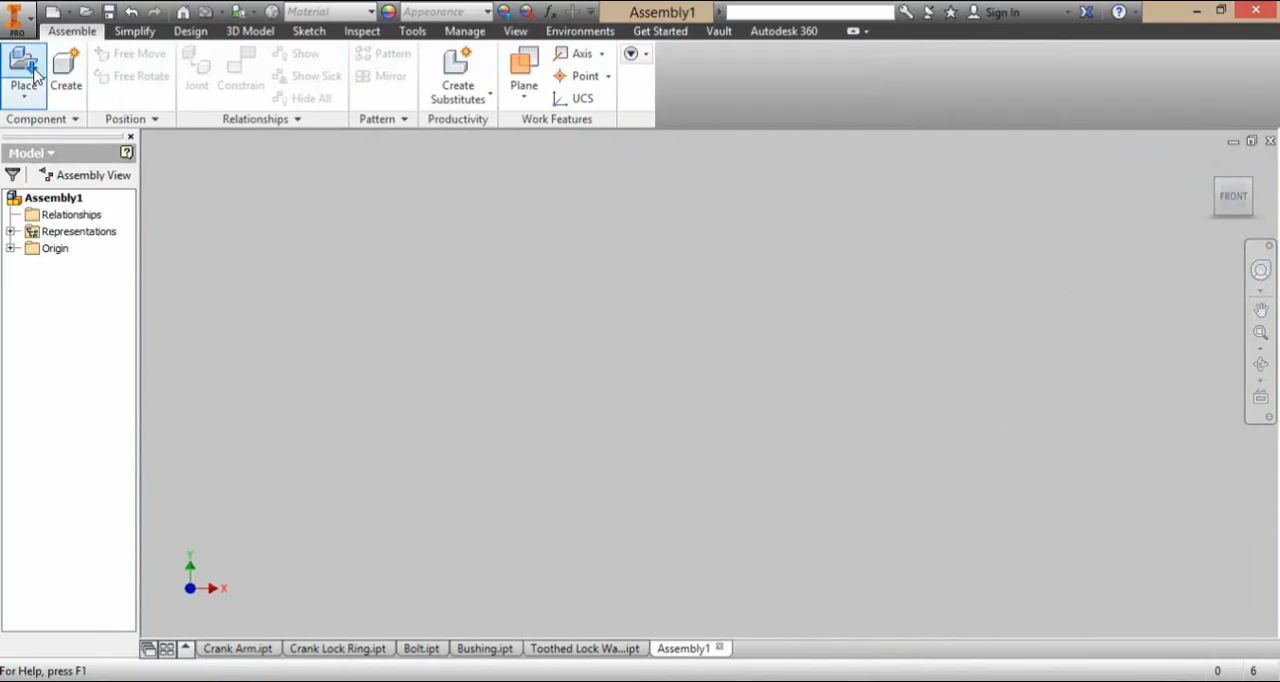 PRO
Material
Appearance
Assembly1
Sign In
Assemble Simplify Design 3D Model Sketch Inspect Tools Manage View Environments Get Started Vault Autodesk 360
Place
Create
Free Move
Free Rotate
Joint
Constrain
Show
Show Sick
Hide All
Pattern
Mirror
Create
Substitutes
Plane
Axis
Point
UCS
Component Position Relationships Pattern Productivity Work Features
Model
Assembly View
Assembly1
Relationships
Representations
Origin
FRONT
Y
X
Crank Arm.ipt Crank Lock Ring.ipt Bolt.ipt Bushing.ipt Toothed Lock Wa...ipt Assembly1
For Help, press F1 0 6